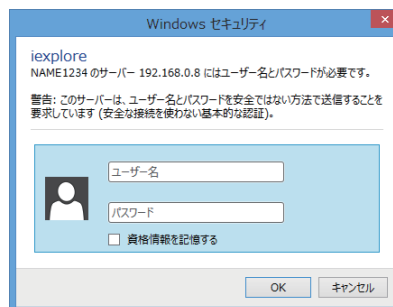 Windows セキュリティ
iexplore
NAME1234 のサーバー 192.168.0.8 にはユーザー名とパスワードが必要です。
警告: このサーバーは、ユーザー名とパスワードを安全ではない方法で送信することを
要求しています (安全な接続を使わない基本的な認証)。
ユーザー名
パスワード
資格情報を記憶する
OK
キャンセル